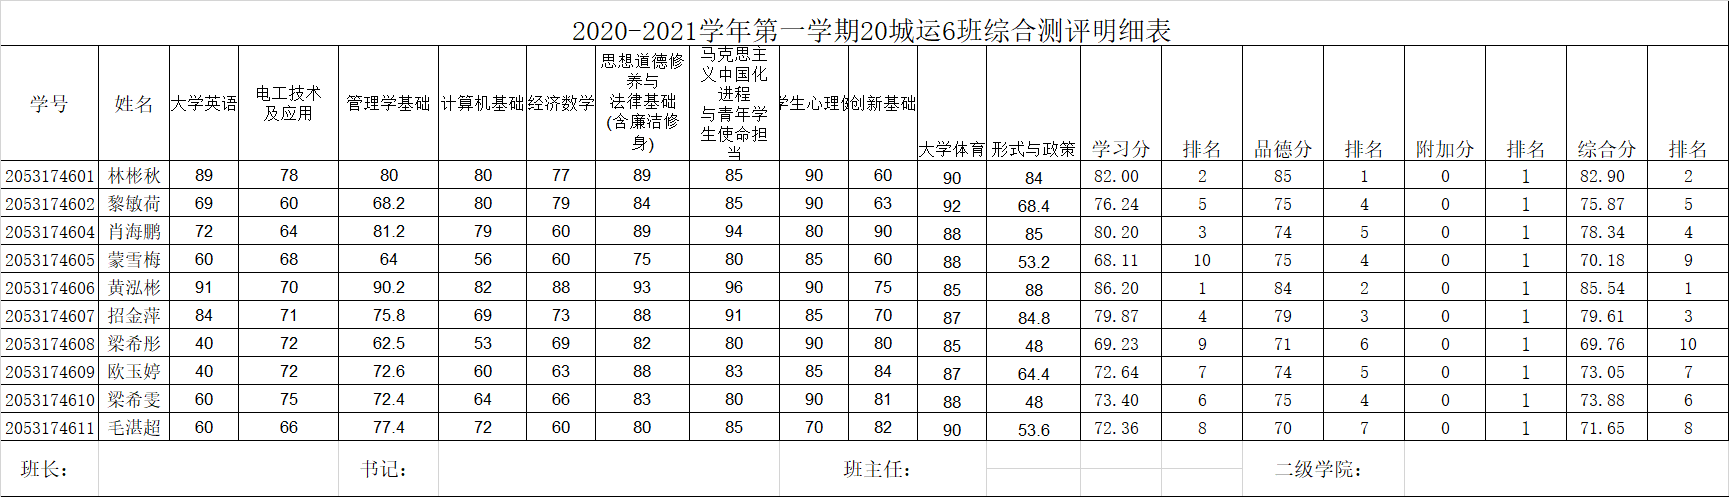 2020-2021学年第一学期20城运6班综合测评明细表
学号 姓名 大学英语 电工技术及应用 管理学基础 计算机基础 经济数学 思想道德修养与法律基础(含廉洁修身) 马克思主义中国化进程与青年学生使命担当 学生心理健 创新基础 大学体育 形式与政策 学习分 排名 品德分 排名 附加分 排名 综合分 排名
2053174601 林彬秋 89 78 80 80 77 89 85 90 60 90 84 82.00 2 85 1 0 1 82.90 2
2053174602 黎敏荷 69 60 68.2 80 79 84 85 90 63 92 68.4 76.24 5 75 4 0 1 75.87 5
2053174604 肖海鹏 72 64 81.2 79 60 89 94 80 90 88 85 80.20 3 74 5 0 1 78.34 4
2053174605 蒙雪梅 60 68 64 56 60 75 80 85 60 88 53.2 68.11 10 75 4 0 1 70.18 9
2053174606 黄泓彬 91 70 90.2 82 88 93 96 90 75 85 88 86.20 1 84 2 0 1 85.54 1
2053174607 招金萍 84 71 75.8 69 73 88 91 85 70 87 84.8 79.87 4 79 3 0 1 79.61 3
2053174608 梁希彤 40 72 62.5 53 69 82 80 90 80 85 48 69.23 9 71 6 0 1 69.76 10
2053174609 欧玉婷 40 72 72.6 60 63 88 83 85 84 87 64.4 72.64 7 74 5 0 1 73.05 7
2053174610 梁希雯 60 75 72.4 64 66 83 80 90 81 88 48 73.40 6 75 4 0 1 73.88 6
2053174611 毛湛超 60 66 77.4 72 60 80 85 70 82 90 53.6 72.36 8 70 7 0 1 71.65 8
班长： 书记： 班主任： 二级学院：